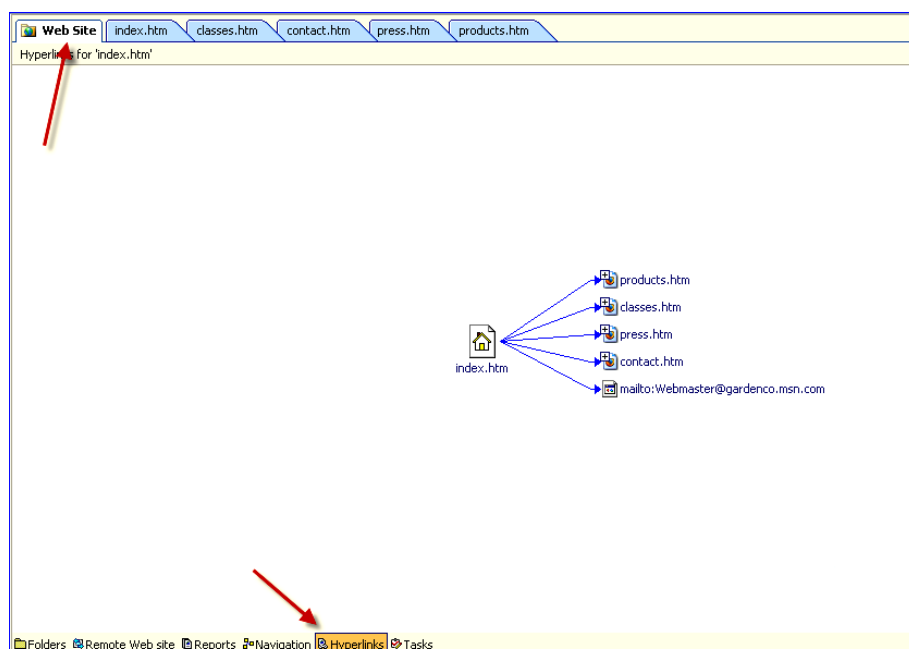 Web Site index.htm classes.htm contact.htm press.htm products.htm
Hyperlinks for 'index.htm'
products.htm
classes.htm
press.htm
index.htm
contact.htm
mailto:Webmaster@gardenco.msn.com
Folders Remote Web site Reports Navigation Hyperlinks Tasks